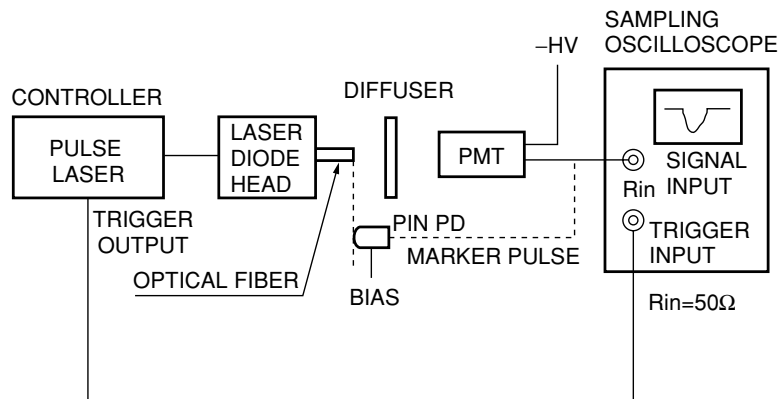 SAMPLING
OSCILLOSCOPE
–HV
DIFFUSER
CONTROLLER
PULSE
LASER
LASER
DIODE
HEAD
PMT
SIGNAL
INPUT
Rin
TRIGGER
OUTPUT
PIN PD
MARKER PULSE
TRIGGER
INPUT
OPTICAL FIBER
BIAS
Rin=50Ω